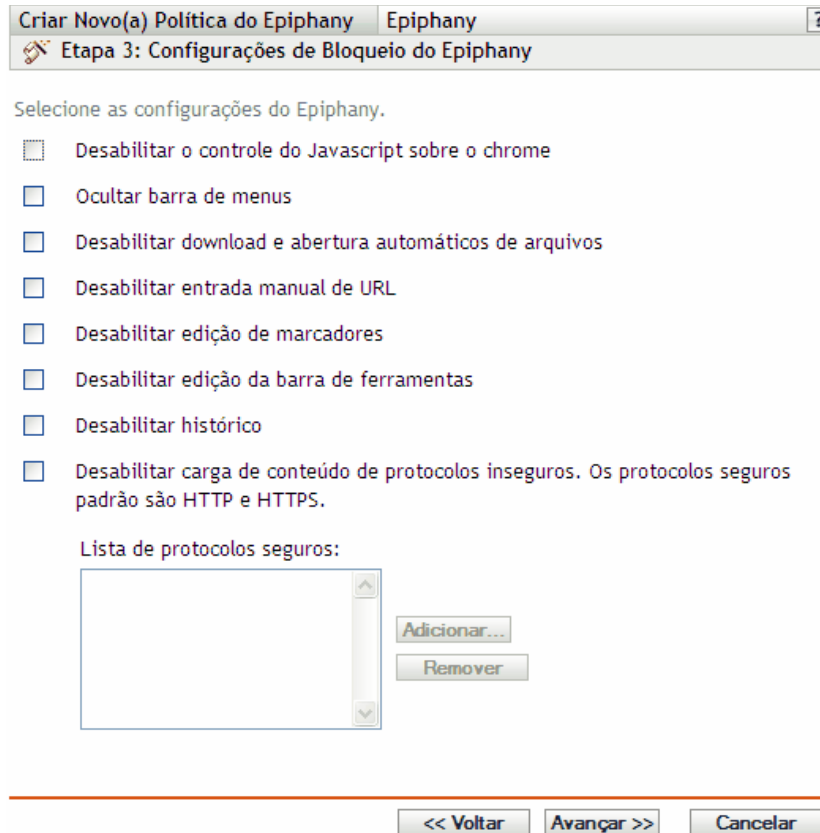 Criar Novo(a) Política do Epiphany Epiphany ?
Etapa 3: Configurações de Bloqueio do Epiphany
Selecione as configurações do Epiphany.
Desabilitar o controle do Javascript sobre o chrome
Ocultar barra de menus
Desabilitar download e abertura automáticos de arquivos
Desabilitar entrada manual de URL
Desabilitar edição de marcadores
Desabilitar edição da barra de ferramentas
Desabilitar histórico
Desabilitar carga de conteúdo de protocolos inseguros. Os protocolos seguros
padrão são HTTP e HTTPS.
Lista de protocolos seguros:
Adicionar...
Remover
<< Voltar Avançar >> Cancelar